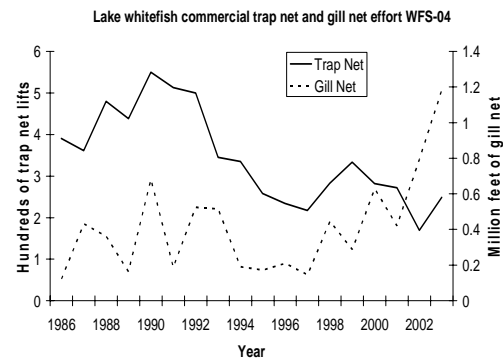 Lake whitefish commercial trap net and gill net effort WFS-04
Hundreds of trap net lifts
6
5
4
3
2
1
0
Trap Net
Gill Net
1.4
1.2
1
0.8
0.6
0.4
0.2
0
Million feet of gill net
1986 1988 1990 1992 1994 1996 1998 2000 2002
Year